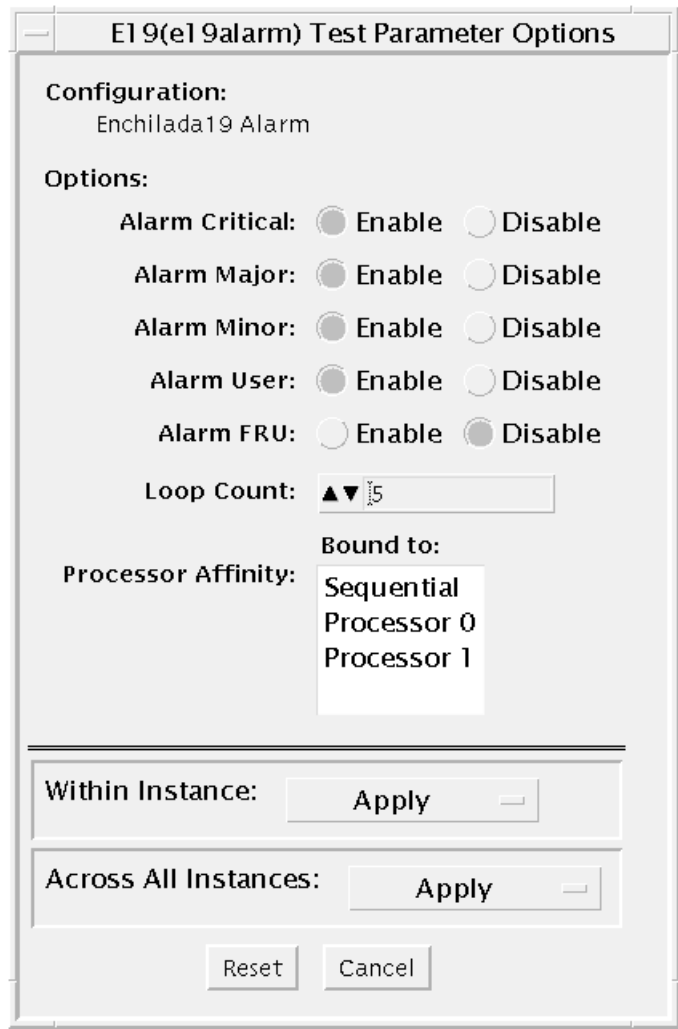 E19(e19alarm) Test Parameter Options
Configuration:
Enchilada19 Alarm
Options:
Alarm Critical: Enable Disable
Alarm Major: Enable Disable
Alarm Minor: Enable Disable
Alarm User: Enable Disable
Alarm FRU: Enable Disable
Loop Count: 5
Bound to:
Processor Affinity:
Sequential
Processor 0
Processor 1
Within Instance: Apply
Across All Instances: Apply
Reset Cancel